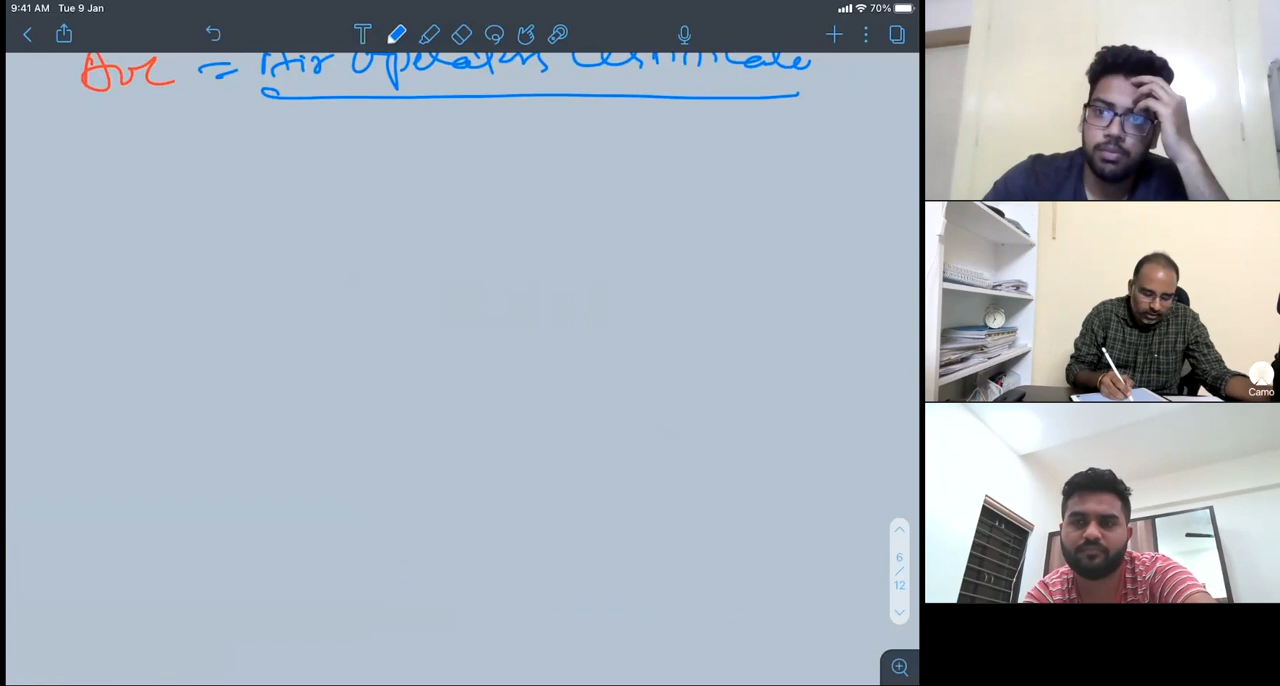 9:41 AM Tue 9 Jan
70%
T
AOC = Air Operators Certificate
6
/
12
Camo